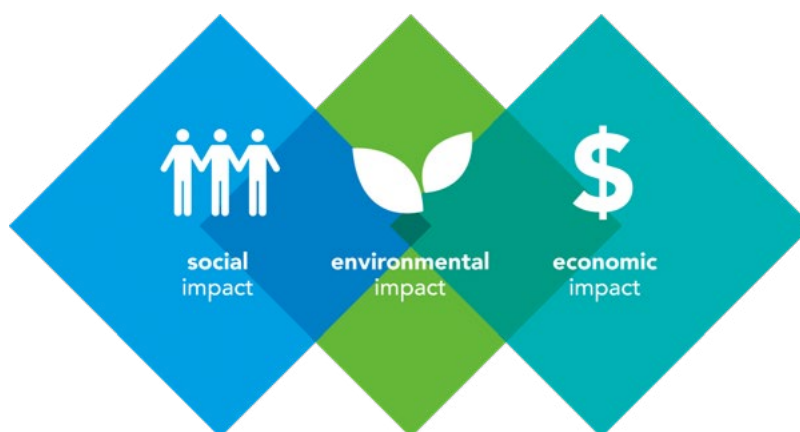 $
social
impact
environmental
impact
economic
impact